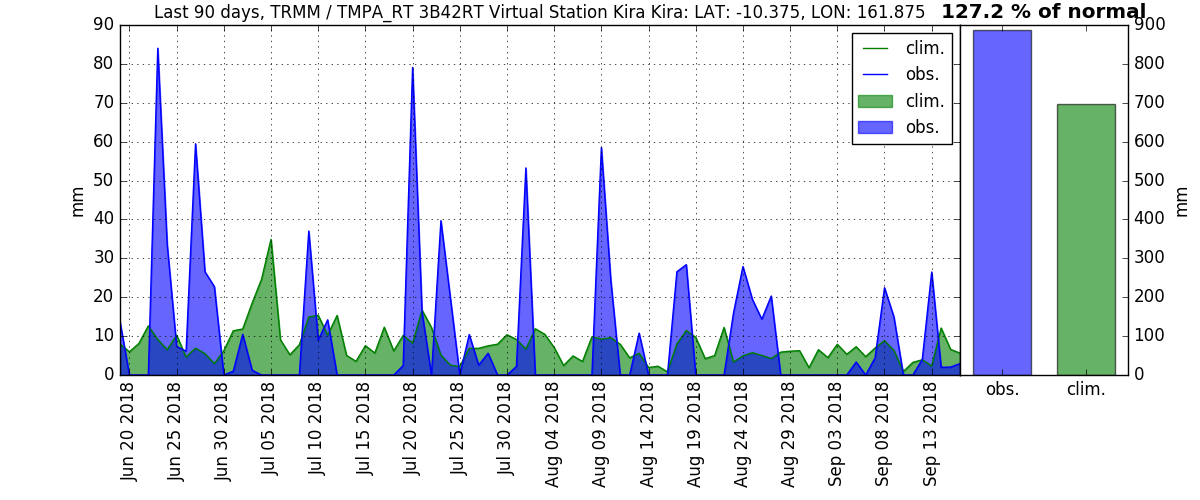 Last 90 days, TRMM / TMPA_RT 3B42RT Virtual Station Kira Kira: LAT: -10.375, LON: 161.875 127.2 % of normal
90
80
70
60
50
40
30
20
10
0
mm
clim.
obs.
clim.
obs.
900
800
700
600
500
400
300
200
100
0
mm
Jun 20 2018
Jun 25 2018
Jun 30 2018
Jul 05 2018
Jul 10 2018
Jul 15 2018
Jul 20 2018
Jul 25 2018
Jul 30 2018
Aug 04 2018
Aug 09 2018
Aug 14 2018
Aug 19 2018
Aug 24 2018
Aug 29 2018
Sep 03 2018
Sep 08 2018
Sep 13 2018
obs. clim.